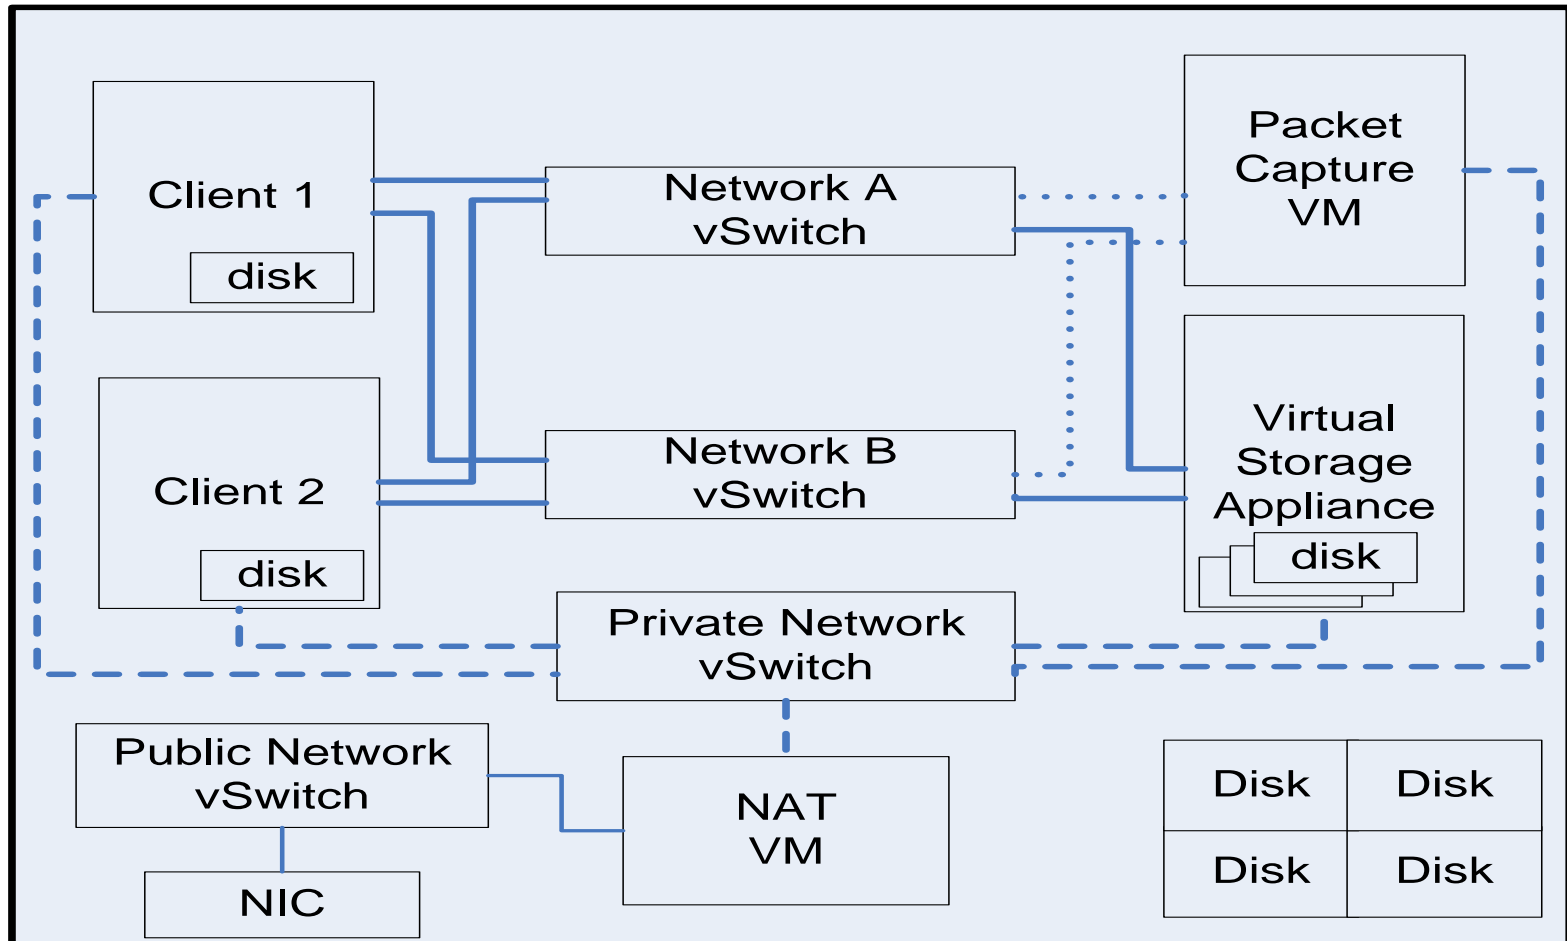 Client 1
disk
Network A
vSwitch
Packet
Capture
VM
Client 2
disk
Network B
vSwitch
Virtual
Storage
Appliance
disk
Private Network
vSwitch
Public Network
vSwitch
NIC
NAT
VM
Disk
Disk
Disk
Disk